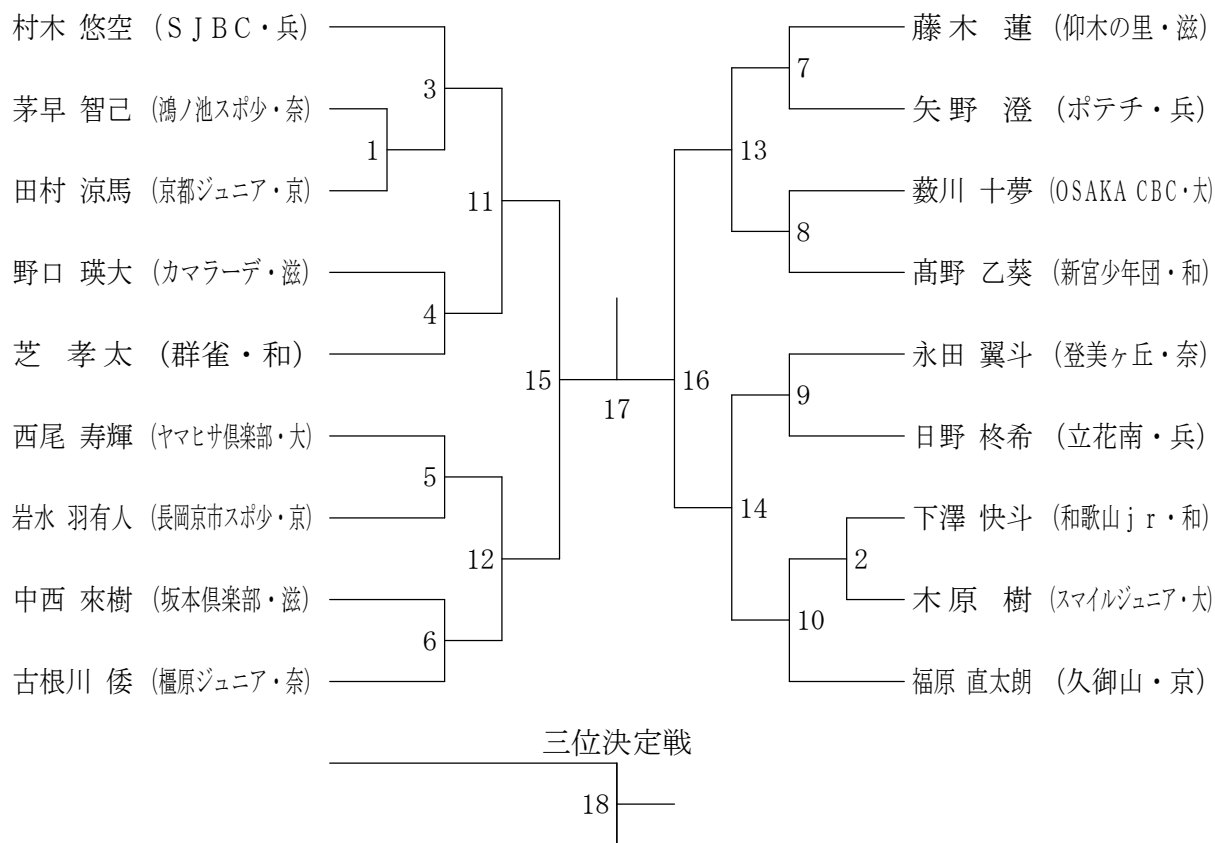 村木 悠空 (ＳＪＢＣ・兵)
3
茅早 智己 (鴻ノ池スポ少・奈)
1
田村 涼馬 (京都ジュニア・京)
11
野口 瑛大 (カマラーデ・滋)
4
芝 孝太 (群雀・和)
15
西尾 寿輝 (ヤマヒサ倶楽部・大)
5
岩水 羽有人 (長岡京市スポ少・京)
12
中西 來樹 (坂本倶楽部・滋)
6
古根川 倭 (橿原ジュニア・奈)
17
藤木 蓮 (仰木の里・滋)
7
矢野 澄 (ポテチ・兵)
13
藪川 十夢 (OSAKA CBC・大)
8
髙野 乙葵 (新宮少年団・和)
16
永田 翼斗 (登美ヶ丘・奈)
9
日野 柊希 (立花南・兵)
14
下澤 快斗 (和歌山ｊｒ・和)
2
木原 樹 (スマイルジュニア・大)
10
福原 直太朗 (久御山・京)
三位決定戦
18